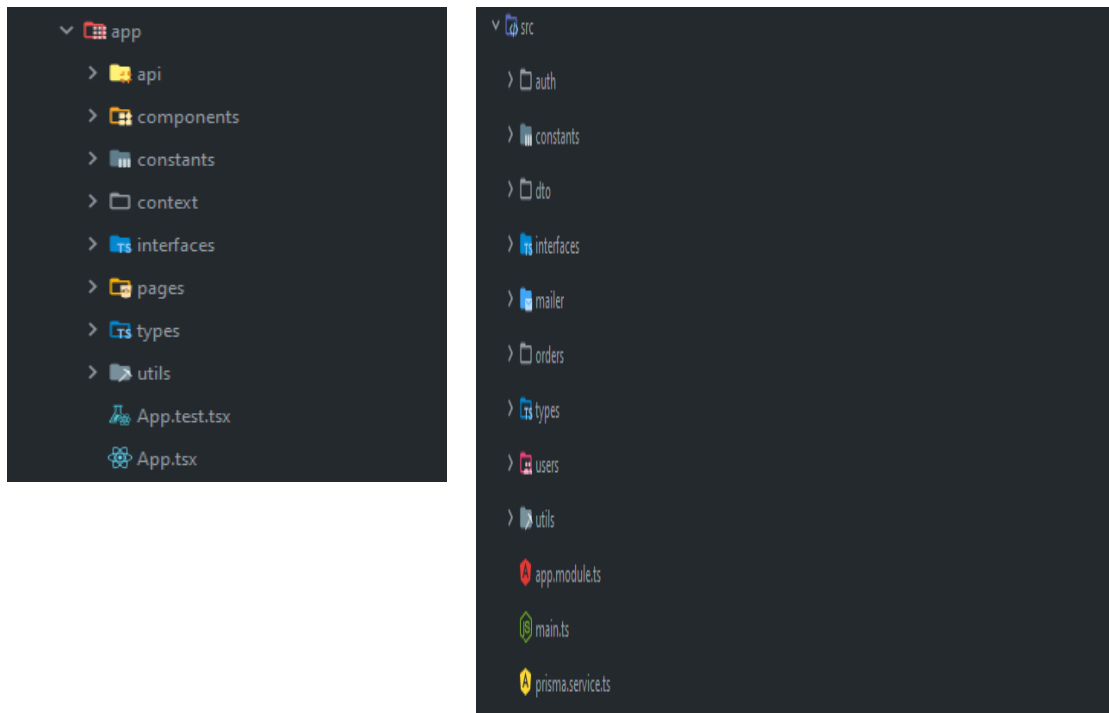 app
api
components
constants
context
interfaces
pages
types
utils
App.test.tsx
App.tsx
src
auth
constants
dto
interfaces
mailer
orders
types
users
utils
app.module.ts
main.ts
prisma.service.ts